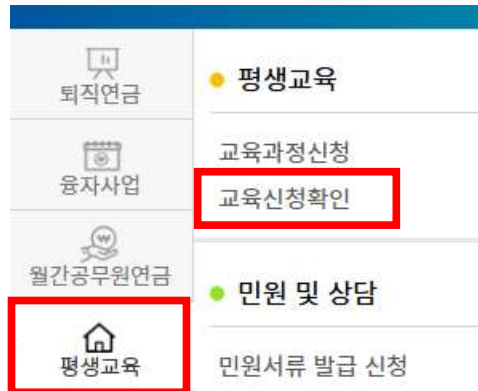 퇴직연금
융자사업
월간공무원연금
평생교육
평생교육
교육과정신청
교육신청확인
민원 및 상담
민원서류 발급 신청